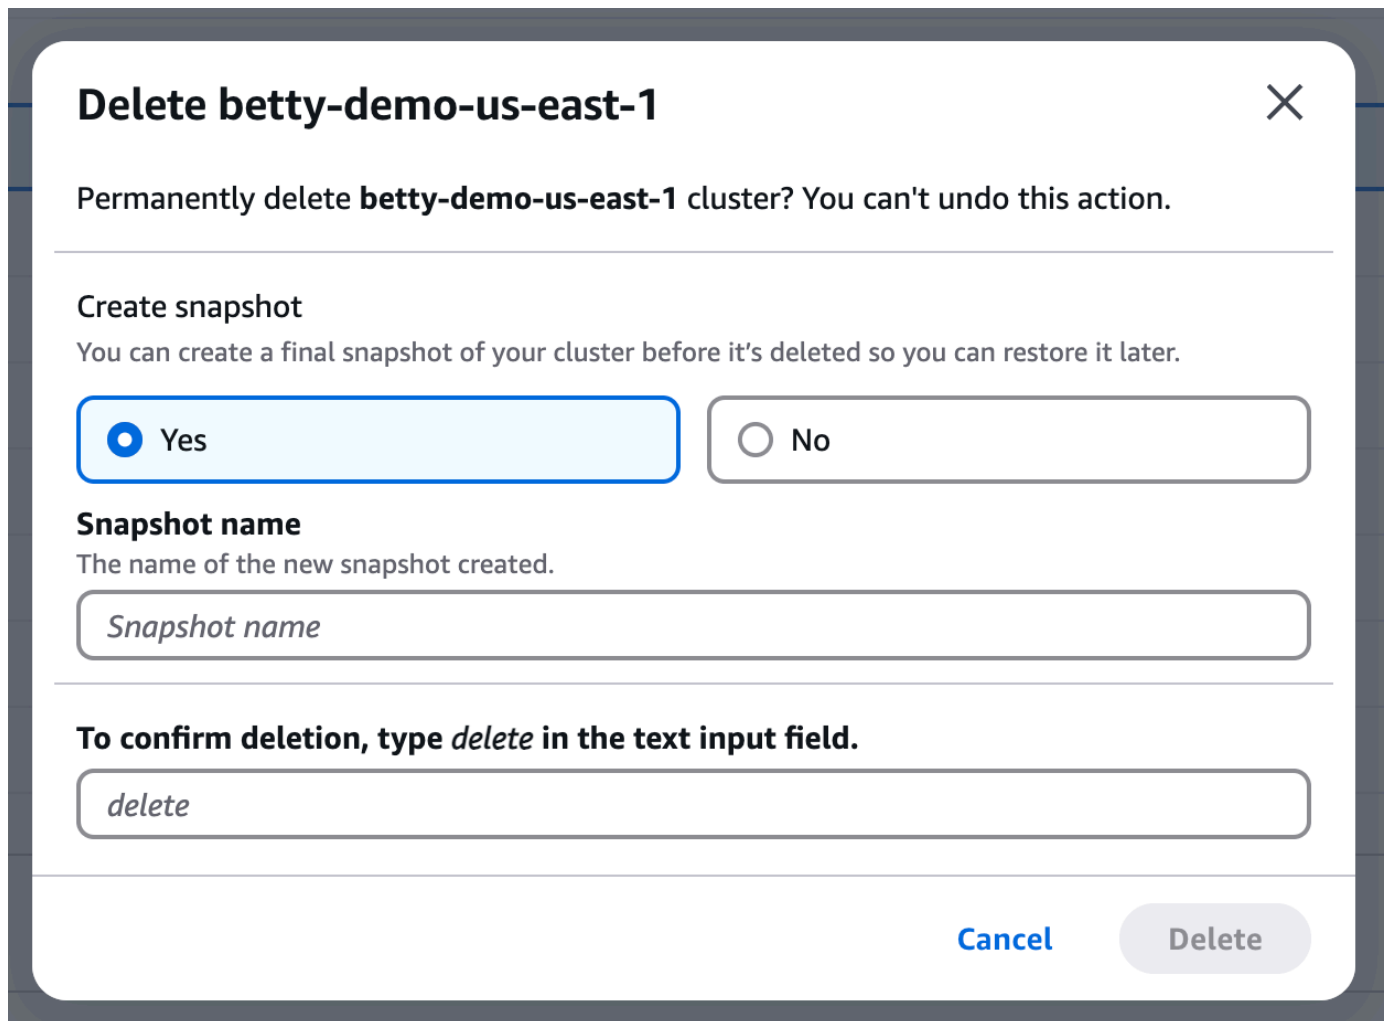 Delete betty-demo-us-east-1
Permanently delete betty-demo-us-east-1 cluster? You can't undo this action.
Create snapshot
You can create a final snapshot of your cluster before it’s deleted so you can restore it later.
Yes
No
Snapshot name
The name of the new snapshot created.
Snapshot name
To confirm deletion, type delete in the text input field.
delete
Cancel
Delete